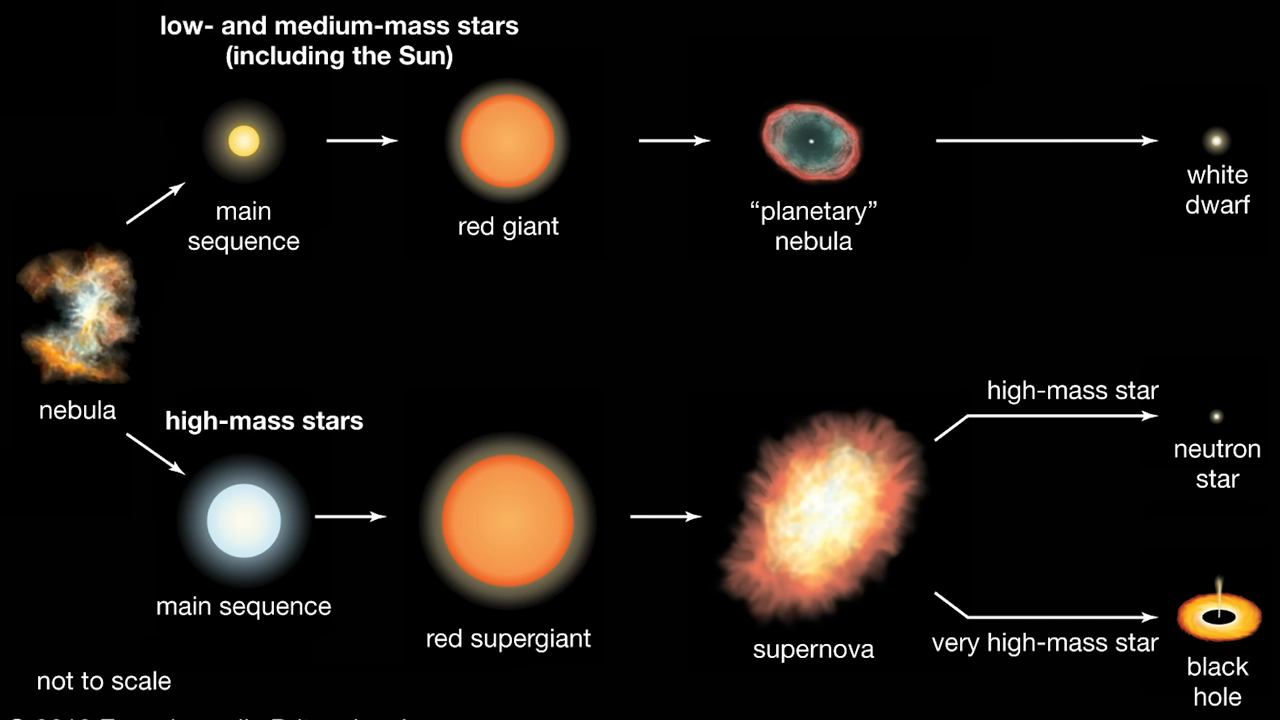 low- and medium-mass stars
(including the Sun)
main
sequence
red giant
“planetary”
nebula
white
dwarf
nebula
high-mass stars
main sequence
red supergiant
supernova
high-mass star
neutron
star
very high-mass star
black
hole
not to scale